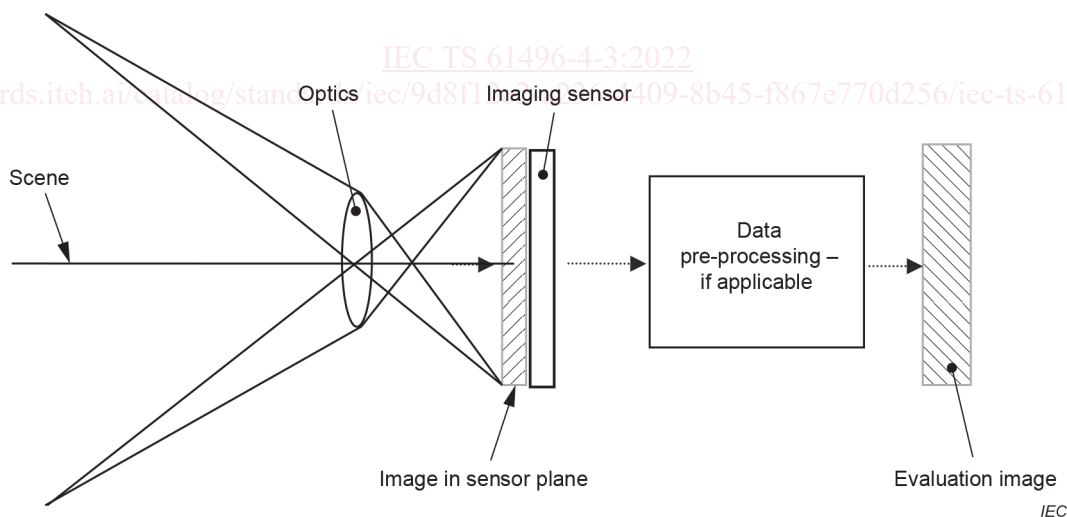 IEC TS 61496-4-3:2022
Optics
Imaging sensor
Scene
Data
pre-processing –
if applicable
Image in sensor plane
Evaluation image
IEC